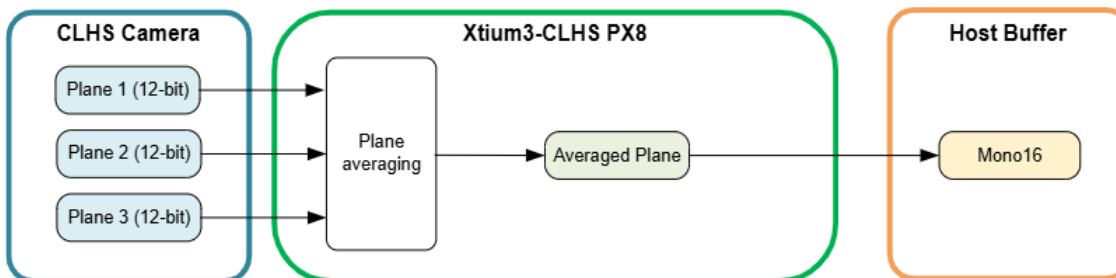 CLHS Camera
Xtium3-CLHS PX8
Host Buffer
Plane 1 (12-bit)
Plane 2 (12-bit)
Plane 3 (12-bit)
Plane
averaging
Averaged Plane
Mono16